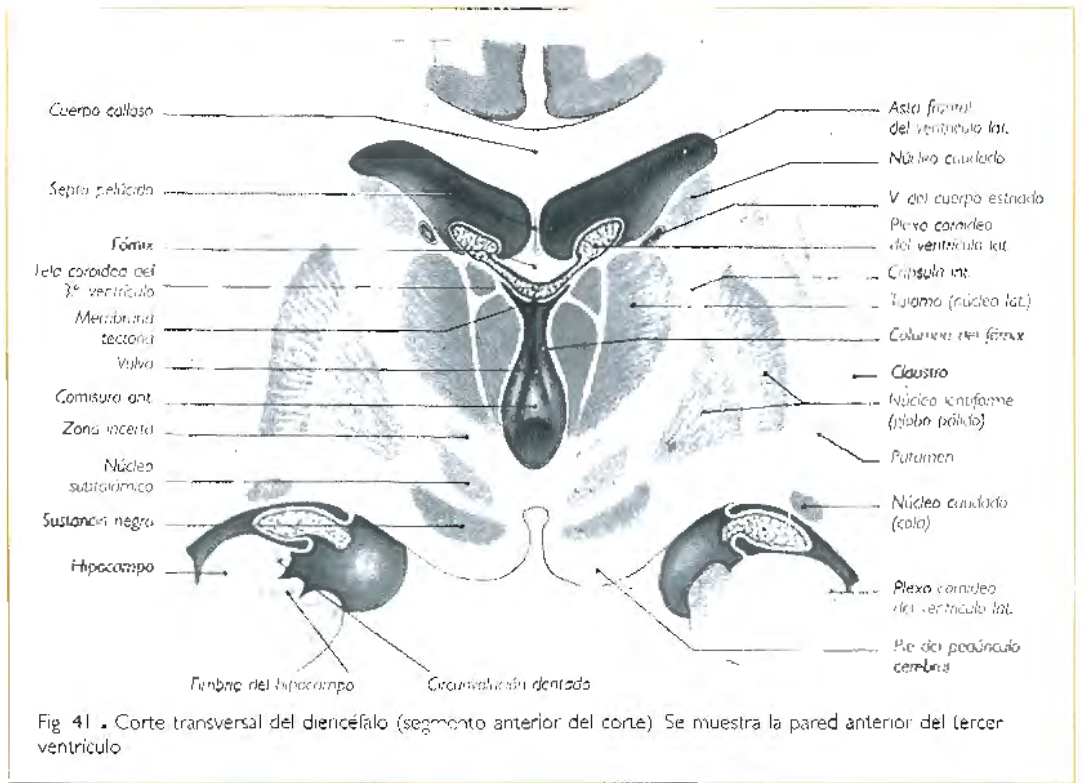 Cuerpo calloso
Septo pelúcido
Fórnix
Tela coroidea del
3.º ventrículo
Membrana
tectoria
Vulva
Comisura ant.
Zona incerta
Núcleo
subtalámico
Sustancia negra
Hipocampo
Fimbria del hipocampo
Circunvolución dentada
Asta frontal
del ventrículo lat.
Núcleo caudado
V. del cuerpo estriado
Plexo coroideo
del ventrículo lat.
Cápsula int.
Tálamo (núcleo lat.)
Columna del fórnix
Claustro
Núcleo lentiforme
(globo pálido)
Putamen
Núcleo caudado
(cola)
Plexo coroideo
del ventrículo lat.
Pie del pedúnculo
cerebral
Fig 41 . Corte transversal del diencéfalo (segmento anterior del corte) Se muestra la pared anterior del tercer
ventrículo